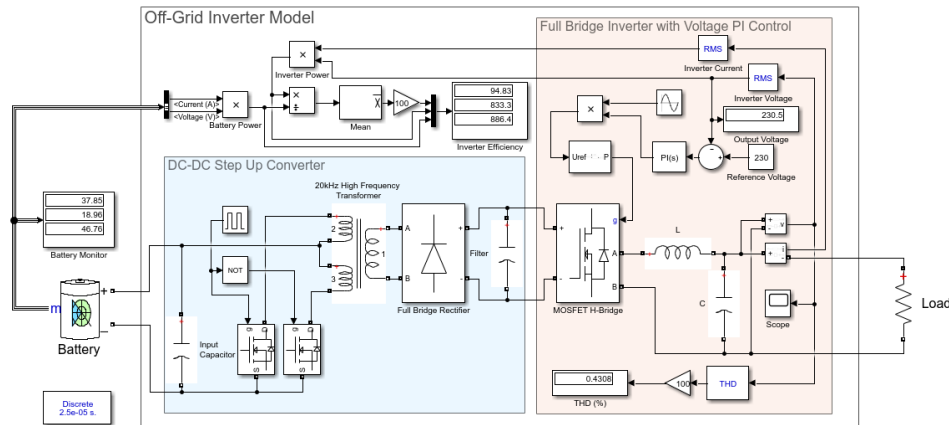 Off-Grid Inverter Model
Full Bridge Inverter with Voltage PI Control
×
Inverter Power
RMS
Inverter Current
RMS
Inverter Voltage
<Current (A)>
<Voltage (V)>
×
Battery Power
×
÷
Mean
100
94.83
833.3
886.4
Inverter Efficiency
×
230.5
Output Voltage
Uref
P
PI(s)
230
Reference Voltage
DC-DC Step Up Converter
20kHz High Frequency
Transformer
37.85
18.96
46.76
Battery Monitor
NOT
2
3
1
A
B
+
-
Full Bridge Rectifier
Filter
+
-
g
A
B
MOSFET H-Bridge
L
C
+
-
v
+
-
i
Scope
Load
m
+
−
Battery
Input
Capacitor
g
D
S
g
D
S
0.4308
THD (%)
100
THD
Discrete
2.5e-05 s.